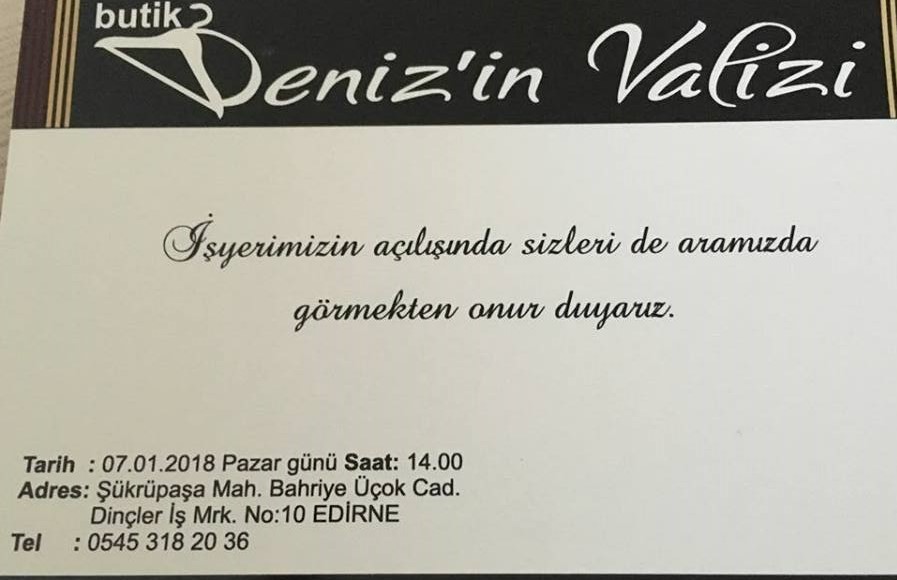 butik
Deniz'in Valizi
İşyerimizin açılışında sizleri de aramızda
görmekten onur duyarız.
Tarih : 07.01.2018 Pazar günü Saat: 14.00
Adres: Şükrüpaşa Mah. Bahriye Üçok Cad.
Dinçler İş Mrk. No:10 EDİRNE
Tel : 0545 318 20 36